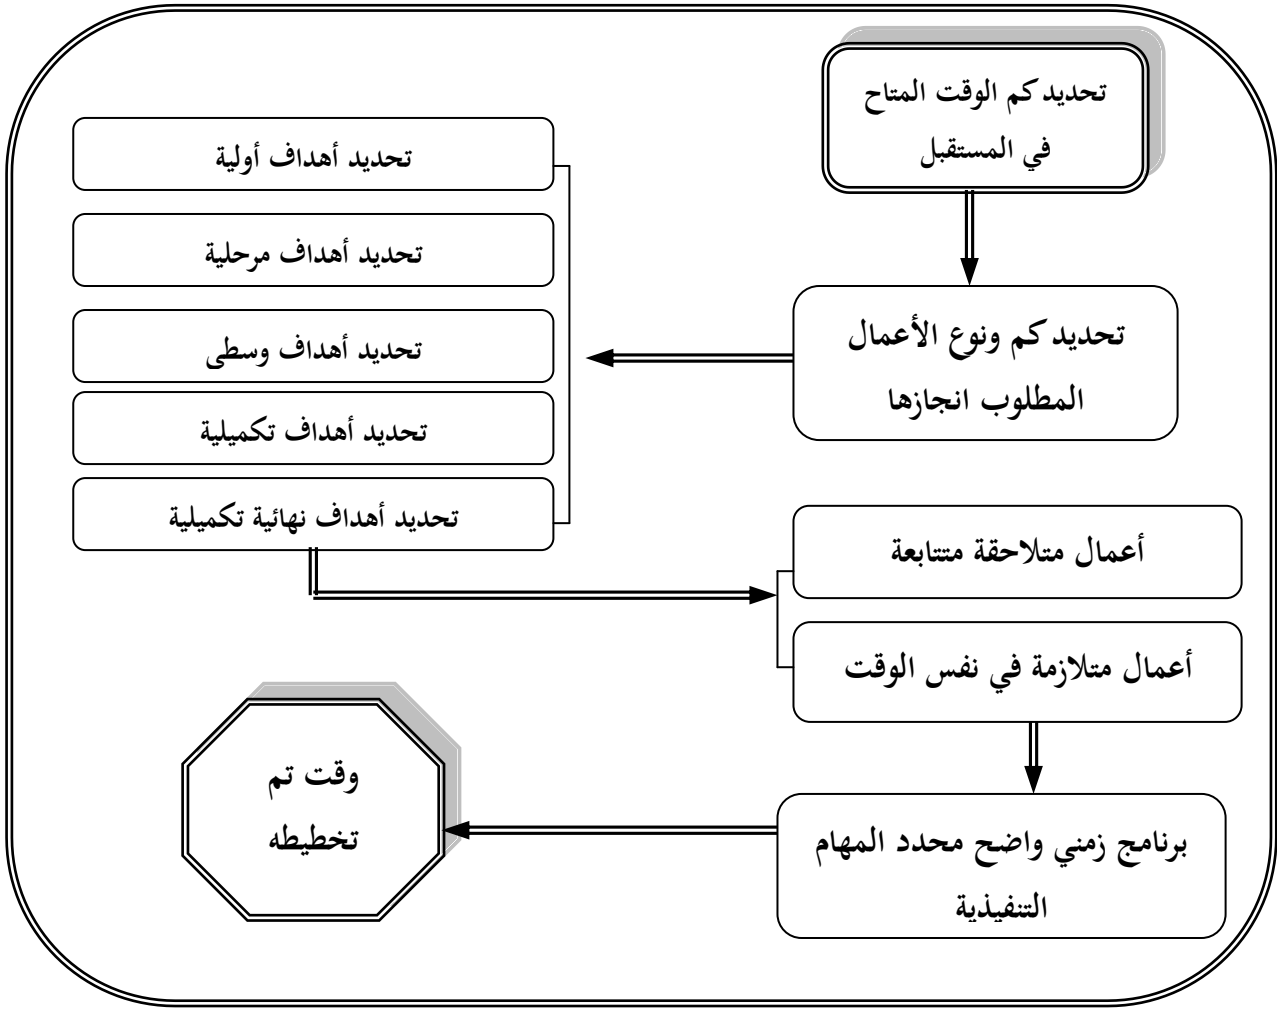 تحديد كم الوقت المتاح
في المستقبل
تحديد كم ونوع الأعمال
المطلوب انجازها
تحديد أهداف أولية
تحديد أهداف مرحلية
تحديد أهداف وسطى
تحديد أهداف تكميلية
تحديد أهداف نهائية تكميلية
أعمال متلاحقة متتابعة
أعمال متلازمة في نفس الوقت
برنامج زمني واضح محدد المهام
التنفيذية
وقت تم
تخطيطه